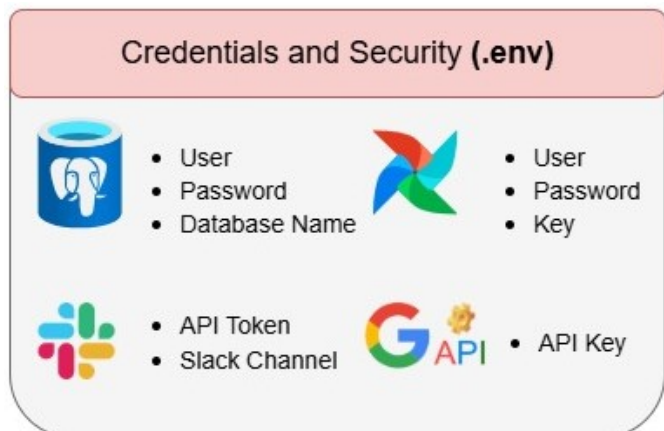 Credentials and Security (.env)
• User
• Password
• Database Name
• User
• Password
• Key
• API Token
• Slack Channel
G API
• API Key